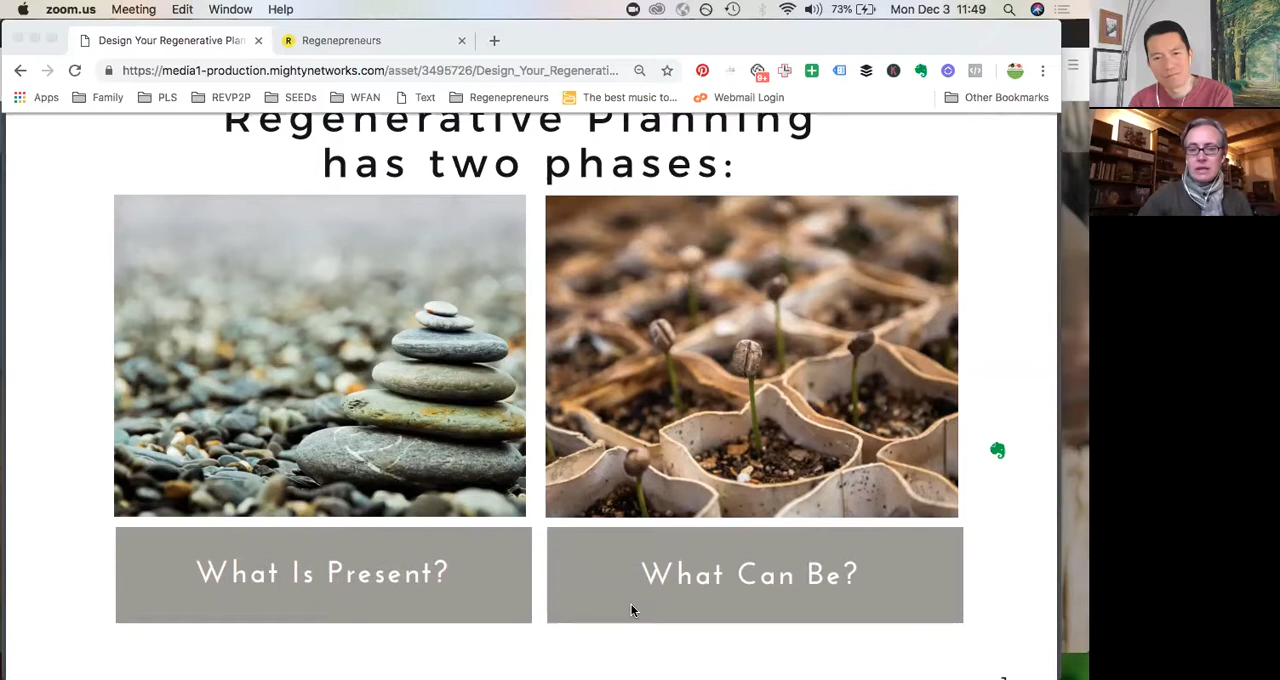 zoom.us Meeting Edit Window Help 73% Mon Dec 3 11:49
Design Your Regenerative Plan Regenepreneurs
https://media1-production.mightynetworks.com/asset/3495726/Design_Your_Regenerati... 9+
Apps Family PLS REVP2P SEEDs WFAN Text Regenepreneurs The best music to... Webmail Login Other Bookmarks
Regenerative Planning
has two phases:
What Is Present?
What Can Be?